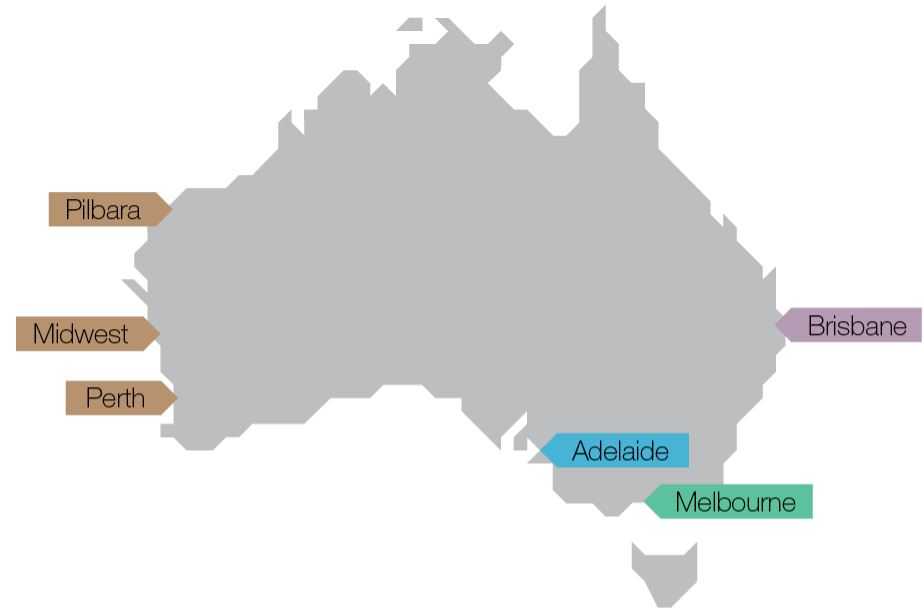 Pilbara
Midwest
Brisbane
Perth
Adelaide
Melbourne